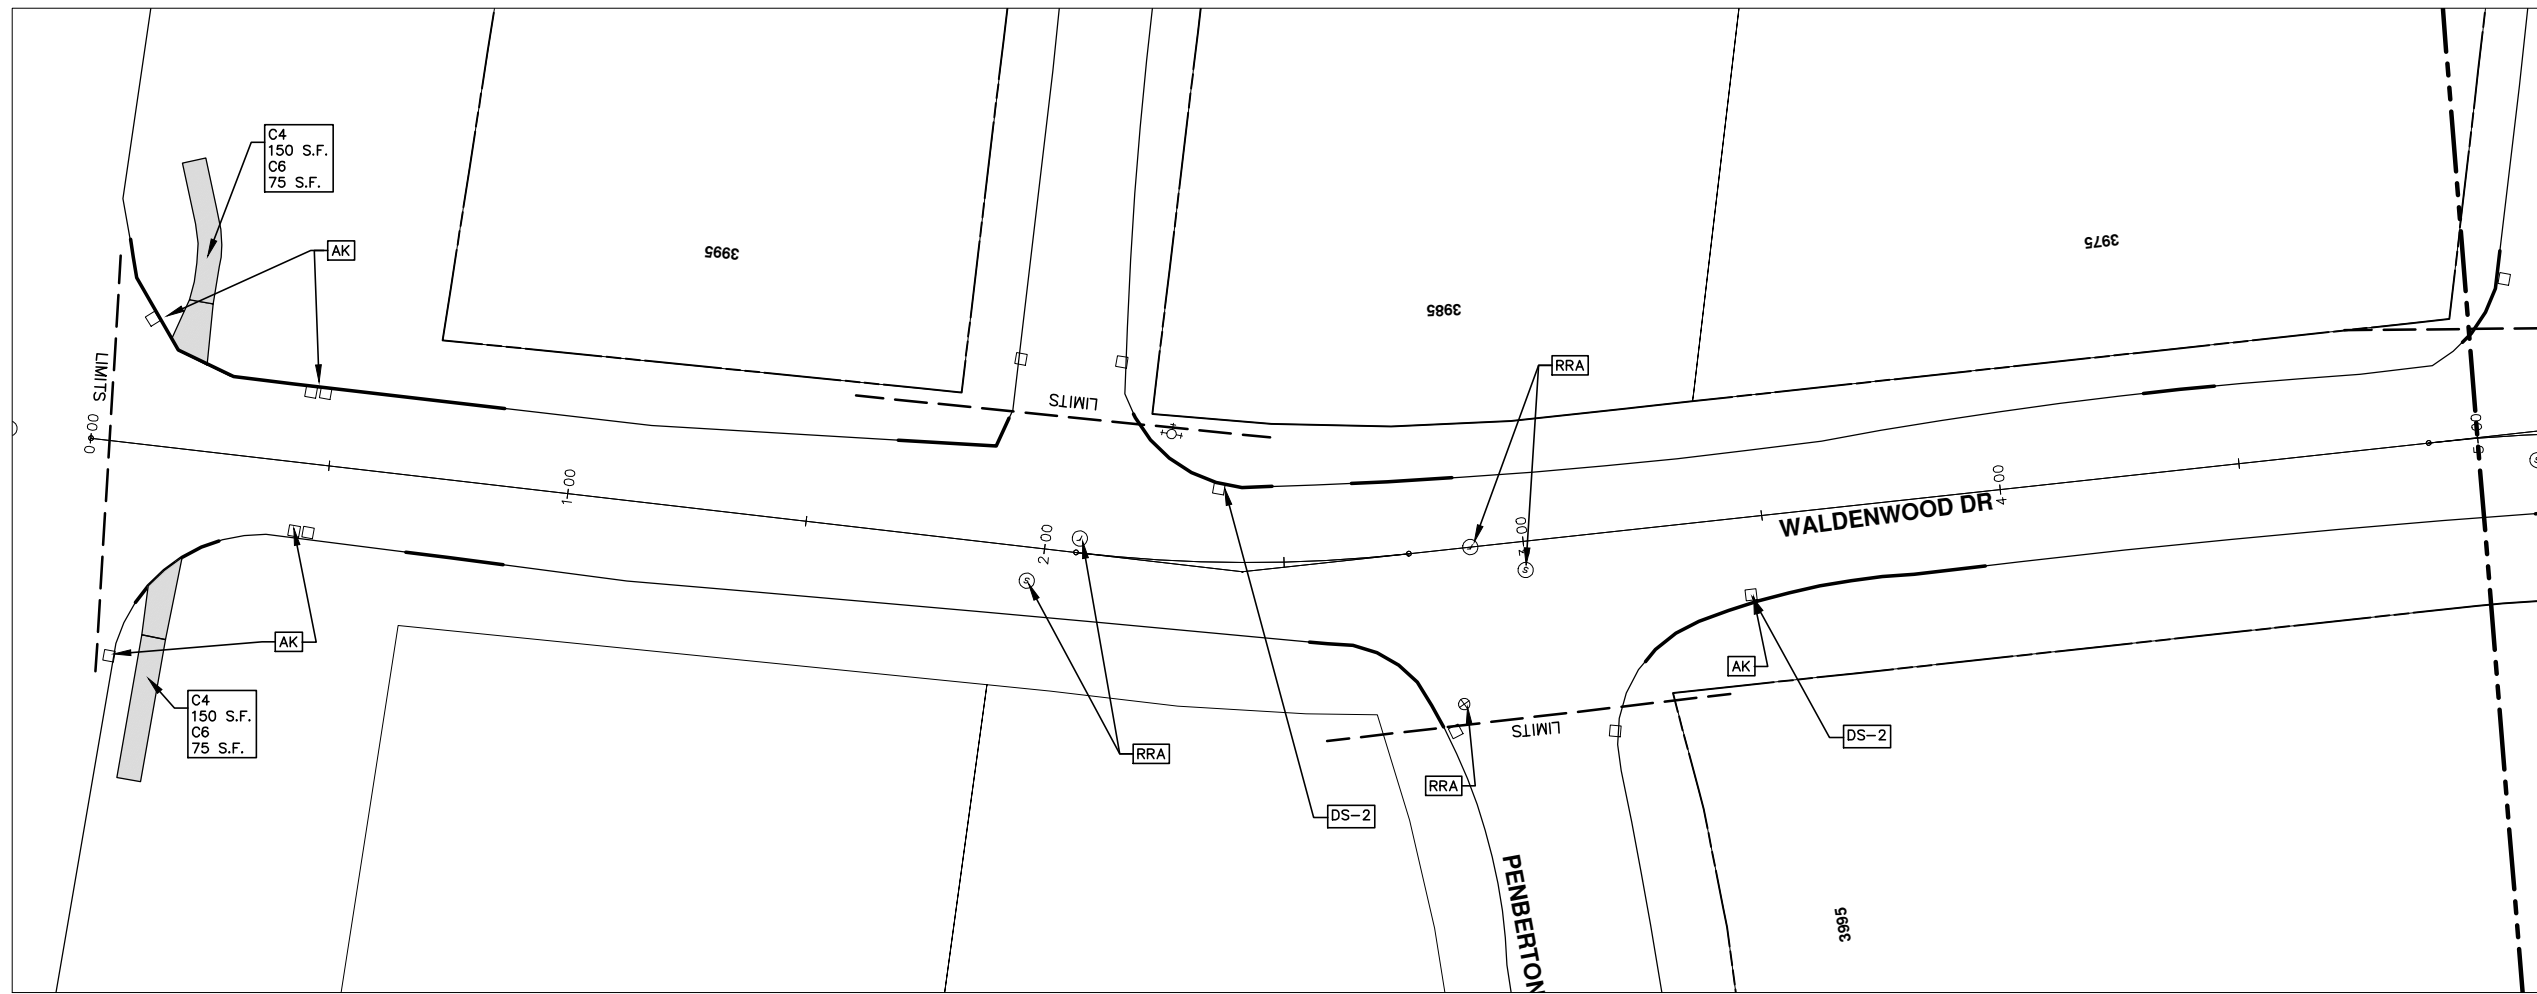 C4
150 S.F.
C6
75 S.F.
AK
3995
3985
3975
LIMITS
LIMITS
RRA
0+00
1+00
2+00
3+00
4+00
5+00
WALDENWOOD DR
AK
AK
C4
150 S.F.
C6
75 S.F.
RRA
RRA
LIMITS
DS-2
DS-2
PENBERTON
3995
S
S
S